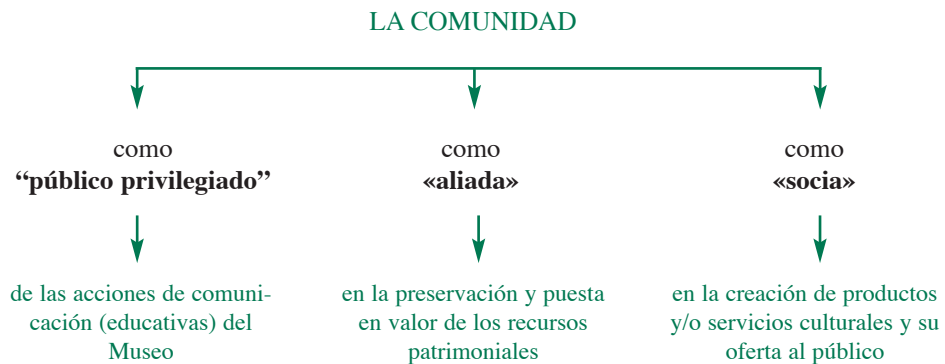 LA COMUNIDAD
como
“público privilegiado”
como
«aliada»
como
«socia»
de las acciones de comuni-
cación (educativas) del
Museo
en la preservación y puesta
en valor de los recursos
patrimoniales
en la creación de productos
y/o servicios culturales y su
oferta al público